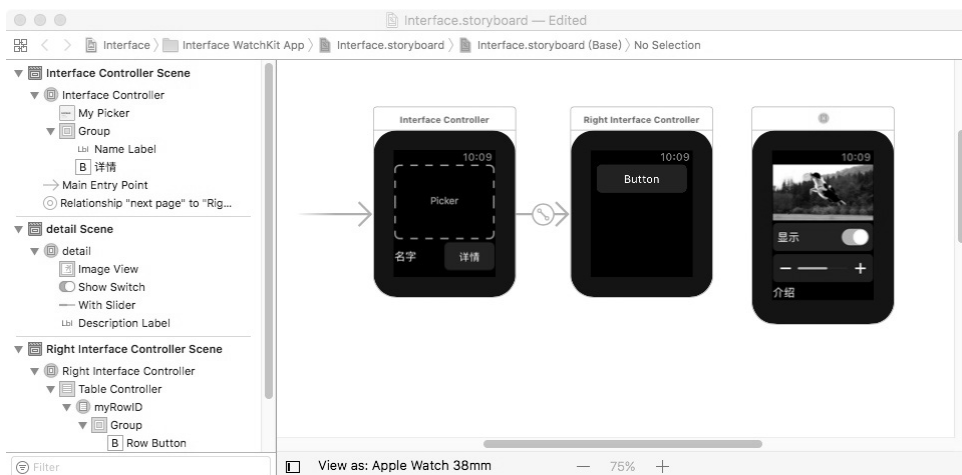 Interface.storyboard — Edited
Interface 〉 Interface WatchKit App 〉 Interface.storyboard 〉 Interface.storyboard (Base) 〉 No Selection
Interface Controller Scene
Interface Controller
My Picker
Group
Lbl Name Label
B 详情
Main Entry Point
Relationship "next page" to "Rig...
detail Scene
detail
Image View
Show Switch
With Slider
Lbl Description Label
Right Interface Controller Scene
Right Interface Controller
Table Controller
myRowID
Group
B Row Button
Filter
Interface Controller
10:09
Picker
名字 详情
Right Interface Controller
10:09
Button
10:09
显示
介绍
View as: Apple Watch 38mm — 75% +